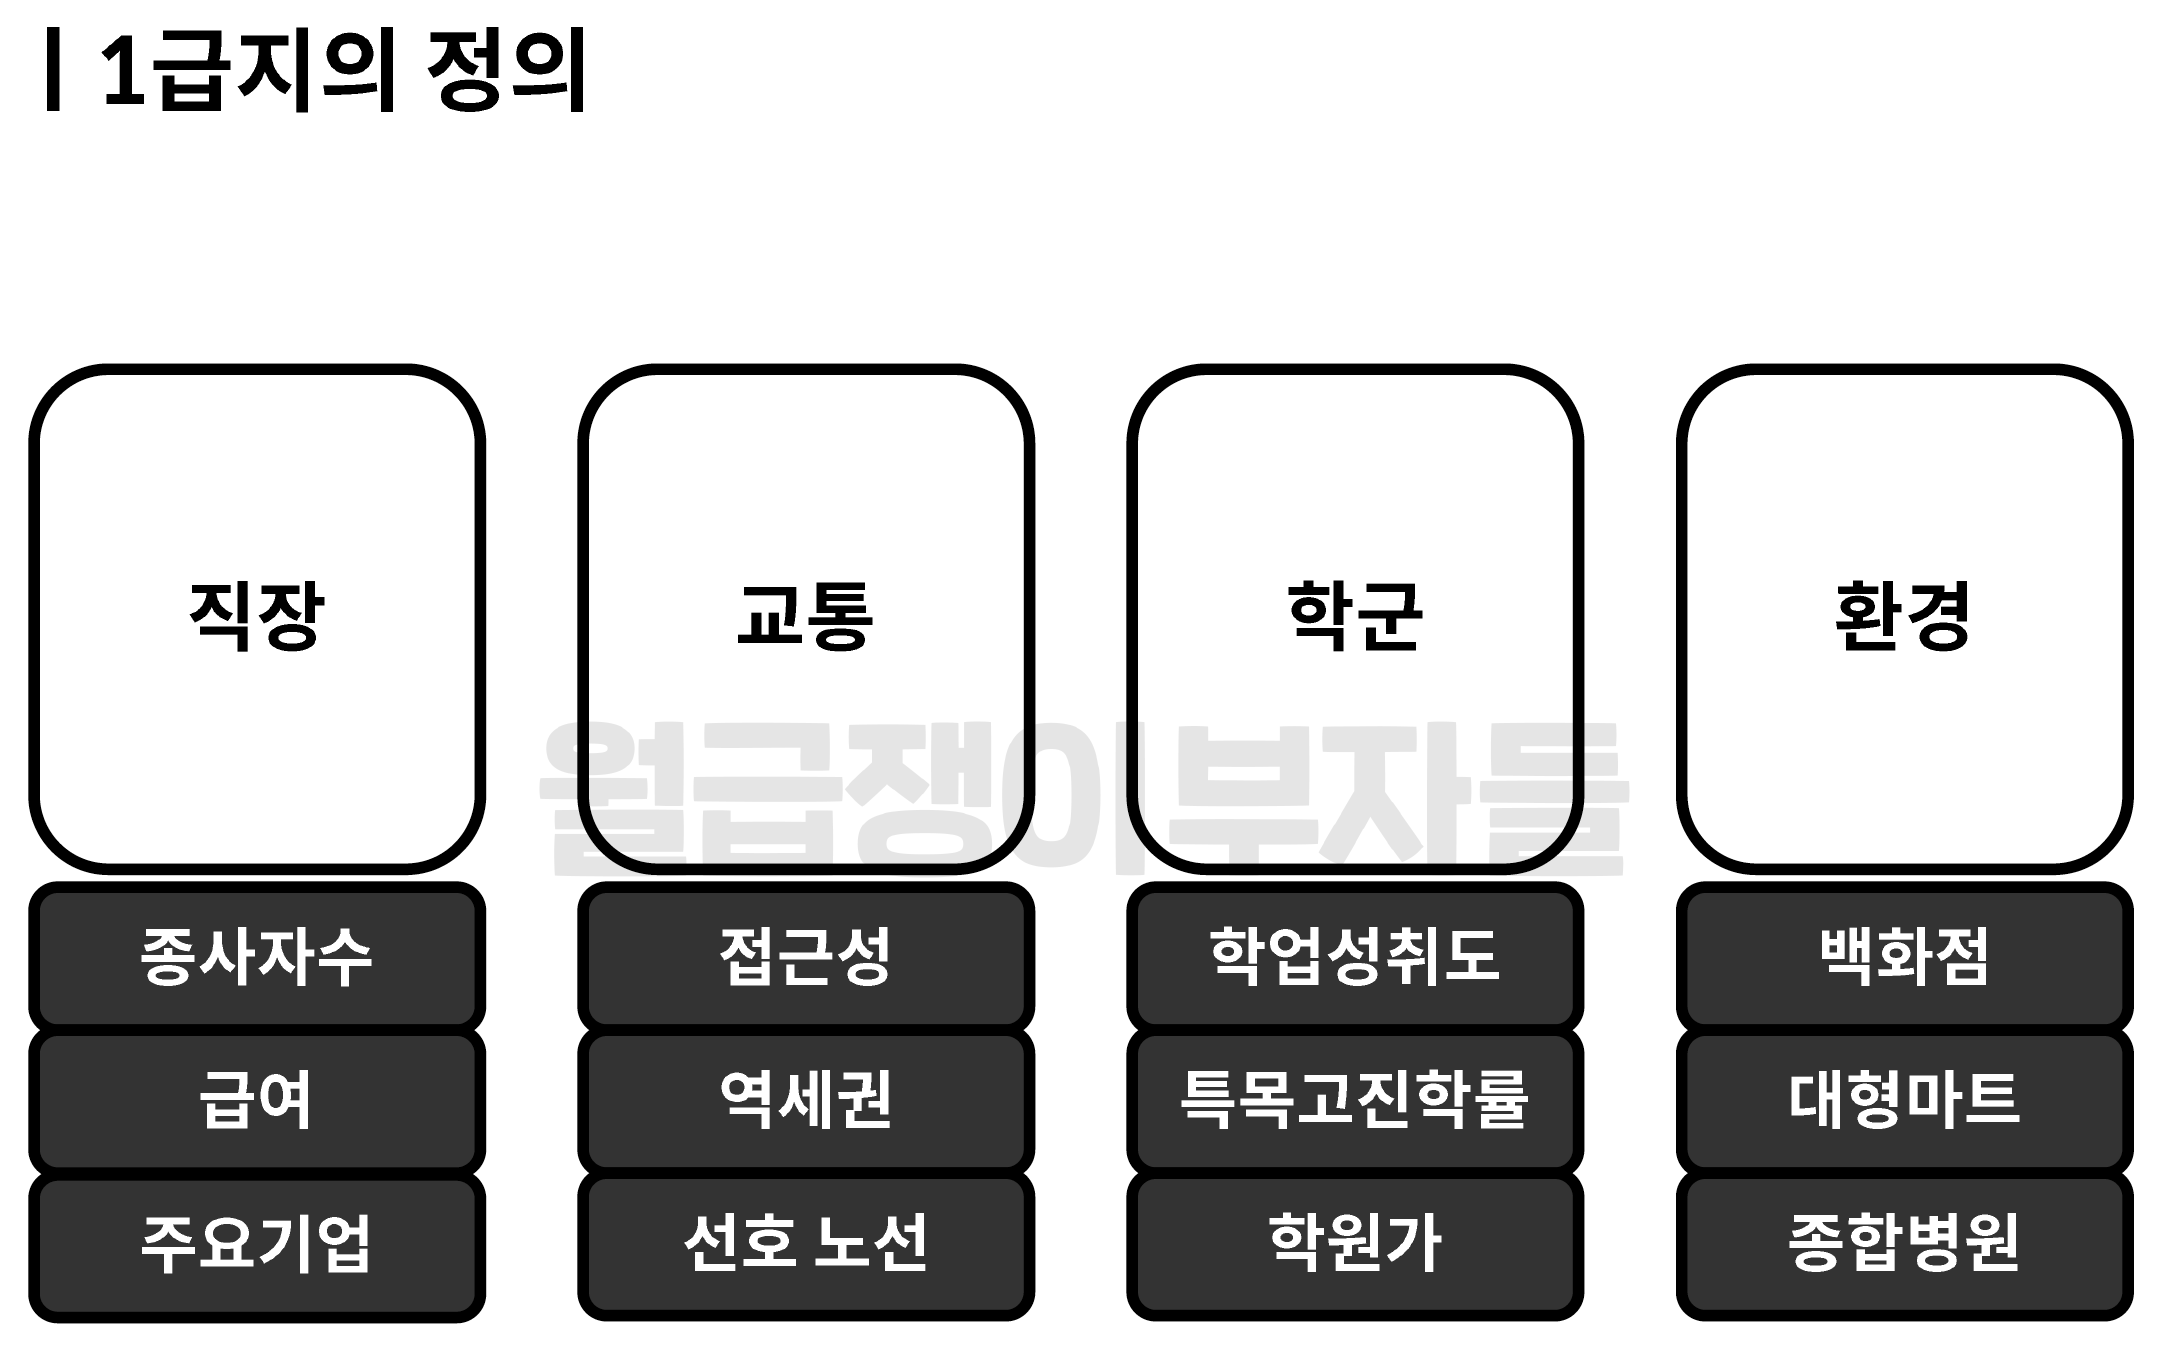 | 1급지의 정의
직장
교통
학군
환경
월급쟁이부자들
종사자수
접근성
학업성취도
백화점
급여
역세권
특목고진학률
대형마트
주요기업
선호 노선
학원가
종합병원